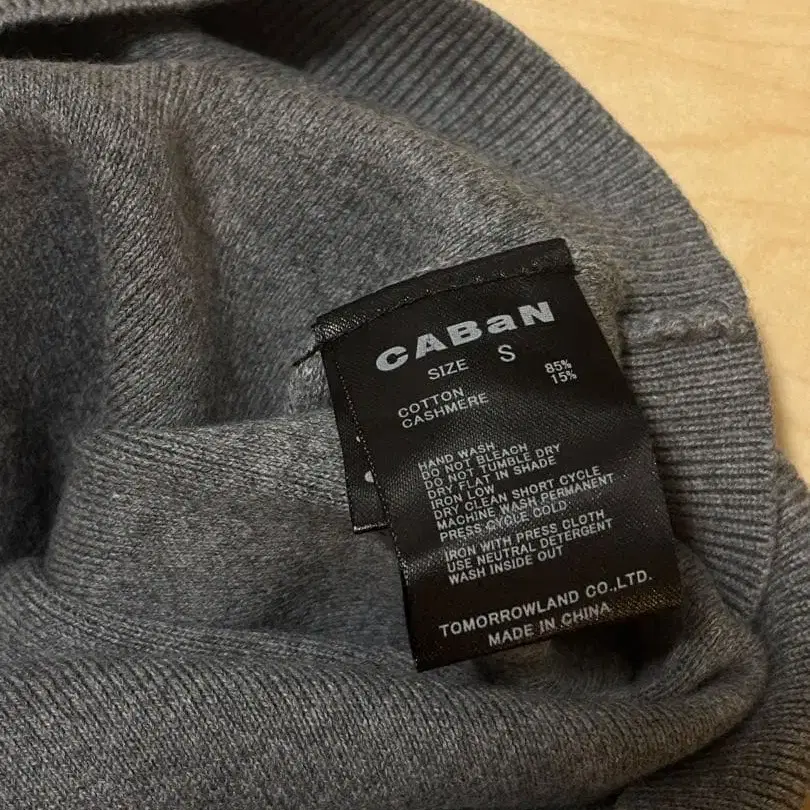 CABaN
SIZE S
COTTON 85%
CASHMERE 15%
HAND WASH
DO NOT BLEACH
DO NOT TUMBLE DRY
DRY FLAT IN SHADE
IRON LOW
DRY CLEAN SHORT CYCLE
MACHINE WASH PERMANENT
PRESS CYCLE COLD
IRON WITH PRESS CLOTH
USE NEUTRAL DETERGENT
WASH INSIDE OUT
TOMORROWLAND CO.,LTD.
MADE IN CHINA